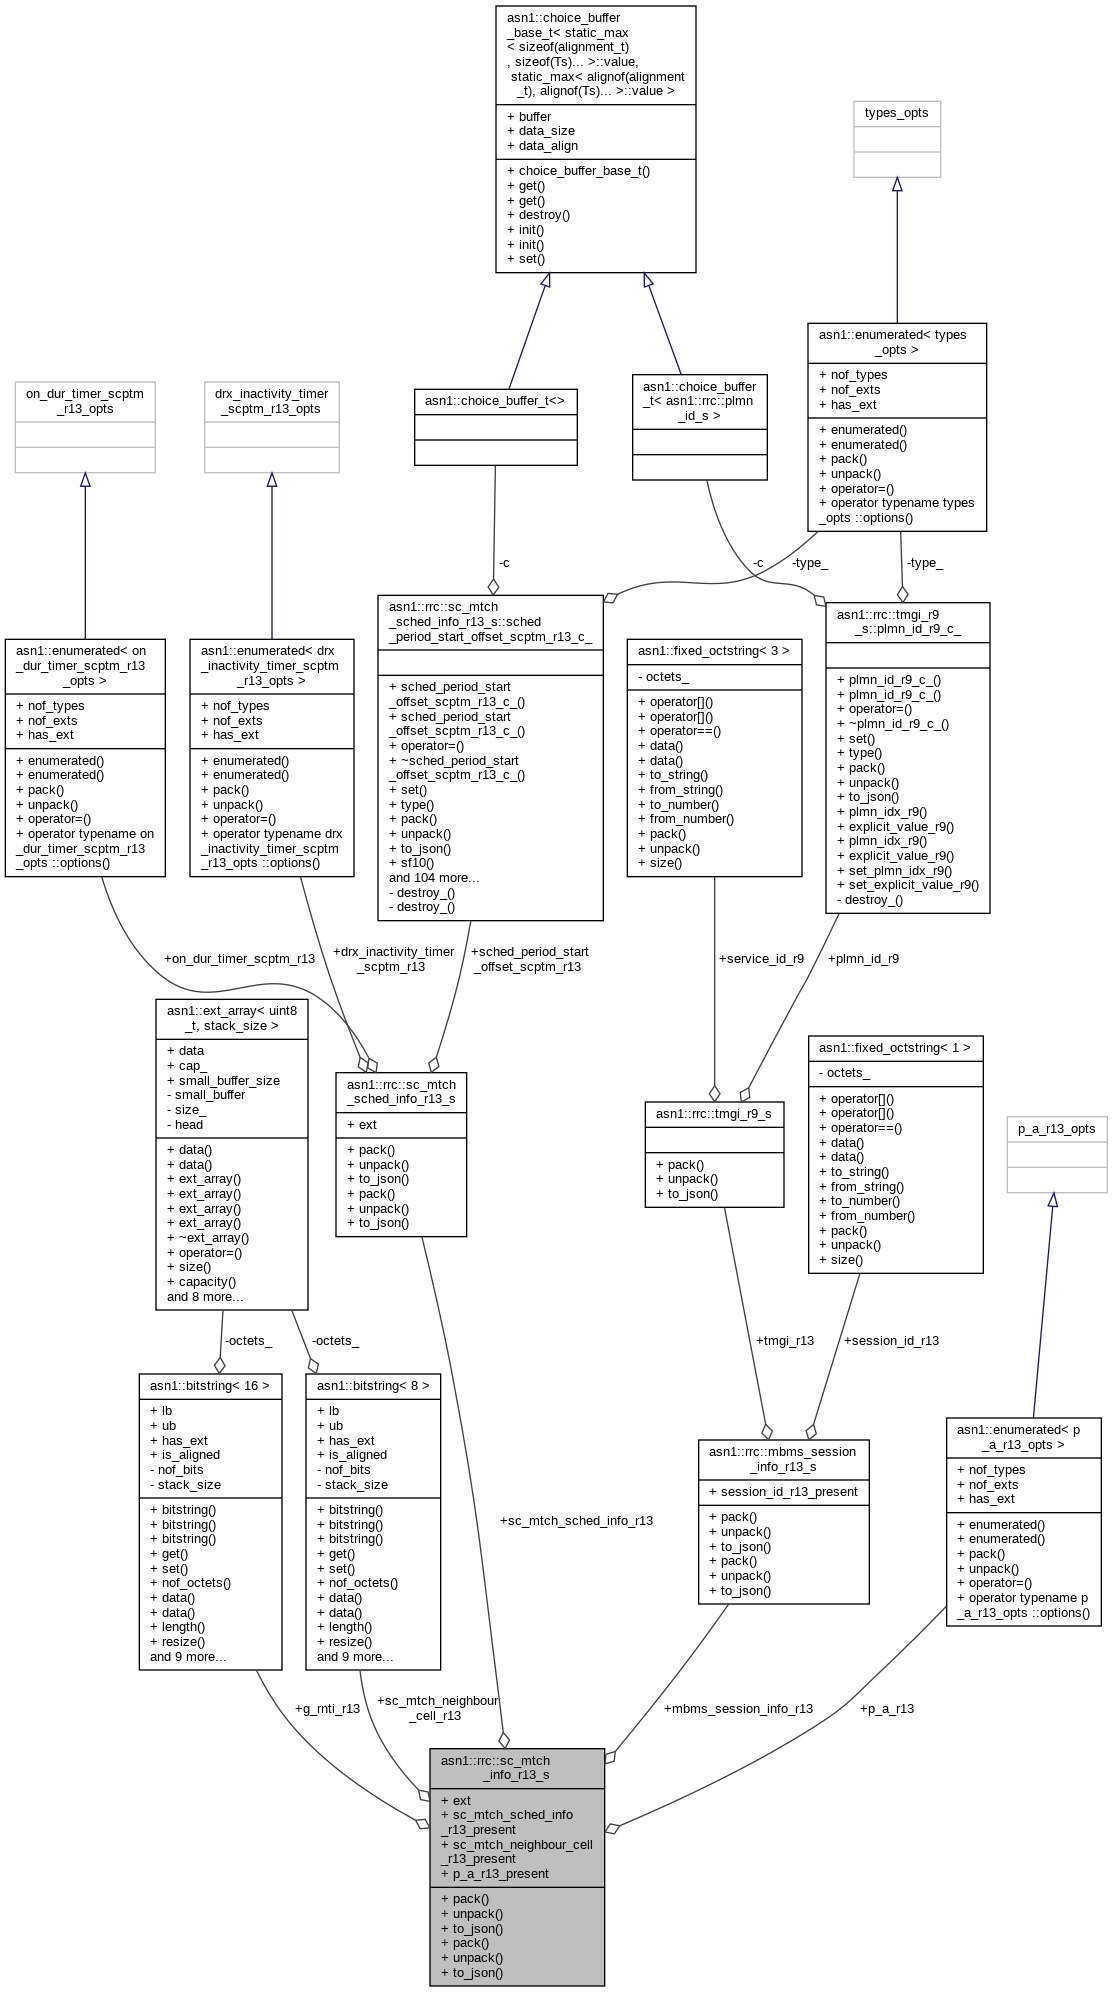 asn1::choice_buffer
_base_t< static_max
< sizeof(alignment_t)
, sizeof(Ts)... >::value,
static_max< alignof(alignment
_t), alignof(Ts)... >::value >
+ buffer
+ data_size
+ data_align
+ choice_buffer_base_t()
+ get()
+ get()
+ destroy()
+ init()
+ init()
+ set()
types_opts
asn1::enumerated< types
_opts >
+ nof_types
+ nof_exts
+ has_ext
+ enumerated()
+ enumerated()
+ pack()
+ unpack()
+ operator=()
+ operator typename types
_opts ::options()
on_dur_timer_scptm
_r13_opts
drx_inactivity_timer
_scptm_r13_opts
asn1::choice_buffer_t<>
asn1::choice_buffer
_t< asn1::rrc::plmn
_id_s >
-c
-c
-type_
-type_
asn1::enumerated< on
_dur_timer_scptm_r13
_opts >
+ nof_types
+ nof_exts
+ has_ext
+ enumerated()
+ enumerated()
+ pack()
+ unpack()
+ operator=()
+ operator typename on
_dur_timer_scptm_r13
_opts ::options()
asn1::enumerated< drx
_inactivity_timer_scptm
_r13_opts >
+ nof_types
+ nof_exts
+ has_ext
+ enumerated()
+ enumerated()
+ pack()
+ unpack()
+ operator=()
+ operator typename drx
_inactivity_timer_scptm
_r13_opts ::options()
asn1::rrc::sc_mtch
_sched_info_r13_s::sched
_period_start_offset_scptm_r13_c_
+ sched_period_start
_offset_scptm_r13_c_()
+ sched_period_start
_offset_scptm_r13_c_()
+ operator=()
+ ~sched_period_start
_offset_scptm_r13_c_()
+ set()
+ type()
+ pack()
+ unpack()
+ to_json()
+ sf10()
and 104 more...
- destroy_()
- destroy_()
asn1::fixed_octstring< 3 >
- octets_
+ operator[]()
+ operator[]()
+ operator==()
+ data()
+ data()
+ to_string()
+ from_string()
+ to_number()
+ from_number()
+ pack()
+ unpack()
+ size()
asn1::rrc::tmgi_r9
_s::plmn_id_r9_c_
+ plmn_id_r9_c_()
+ plmn_id_r9_c_()
+ operator=()
+ ~plmn_id_r9_c_()
+ set()
+ type()
+ pack()
+ unpack()
+ to_json()
+ plmn_idx_r9()
+ explicit_value_r9()
+ plmn_idx_r9()
+ explicit_value_r9()
+ set_plmn_idx_r9()
+ set_explicit_value_r9()
- destroy_()
+on_dur_timer_scptm_r13
+drx_inactivity_timer
_scptm_r13
+sched_period_start
_offset_scptm_r13
+service_id_r9
+plmn_id_r9
asn1::ext_array< uint8
_t, stack_size >
+ data
+ cap_
+ small_buffer_size
- small_buffer
- size_
- head
+ data()
+ data()
+ ext_array()
+ ext_array()
+ ext_array()
+ ext_array()
+ ~ext_array()
+ operator=()
+ size()
+ capacity()
and 8 more...
asn1::rrc::sc_mtch
_sched_info_r13_s
+ ext
+ pack()
+ unpack()
+ to_json()
+ pack()
+ unpack()
+ to_json()
asn1::rrc::tmgi_r9_s
+ pack()
+ unpack()
+ to_json()
asn1::fixed_octstring< 1 >
- octets_
+ operator[]()
+ operator[]()
+ operator==()
+ data()
+ data()
+ to_string()
+ from_string()
+ to_number()
+ from_number()
+ pack()
+ unpack()
+ size()
p_a_r13_opts
-octets_
-octets_
+tmgi_r13
+session_id_r13
asn1::bitstring< 16 >
+ lb
+ ub
+ has_ext
+ is_aligned
- nof_bits
- stack_size
+ bitstring()
+ bitstring()
+ bitstring()
+ get()
+ set()
+ nof_octets()
+ data()
+ data()
+ length()
+ resize()
and 9 more...
asn1::bitstring< 8 >
+ lb
+ ub
+ has_ext
+ is_aligned
- nof_bits
- stack_size
+ bitstring()
+ bitstring()
+ bitstring()
+ get()
+ set()
+ nof_octets()
+ data()
+ data()
+ length()
+ resize()
and 9 more...
+sc_mtch_sched_info_r13
asn1::rrc::mbms_session
_info_r13_s
+ session_id_r13_present
+ pack()
+ unpack()
+ to_json()
+ pack()
+ unpack()
+ to_json()
asn1::enumerated< p
_a_r13_opts >
+ nof_types
+ nof_exts
+ has_ext
+ enumerated()
+ enumerated()
+ pack()
+ unpack()
+ operator=()
+ operator typename p
_a_r13_opts ::options()
+g_rnti_r13
+sc_mtch_neighbour
_cell_r13
+mbms_session_info_r13
+p_a_r13
asn1::rrc::sc_mtch
_info_r13_s
+ ext
+ sc_mtch_sched_info
_r13_present
+ sc_mtch_neighbour_cell
_r13_present
+ p_a_r13_present
+ pack()
+ unpack()
+ to_json()
+ pack()
+ unpack()
+ to_json()